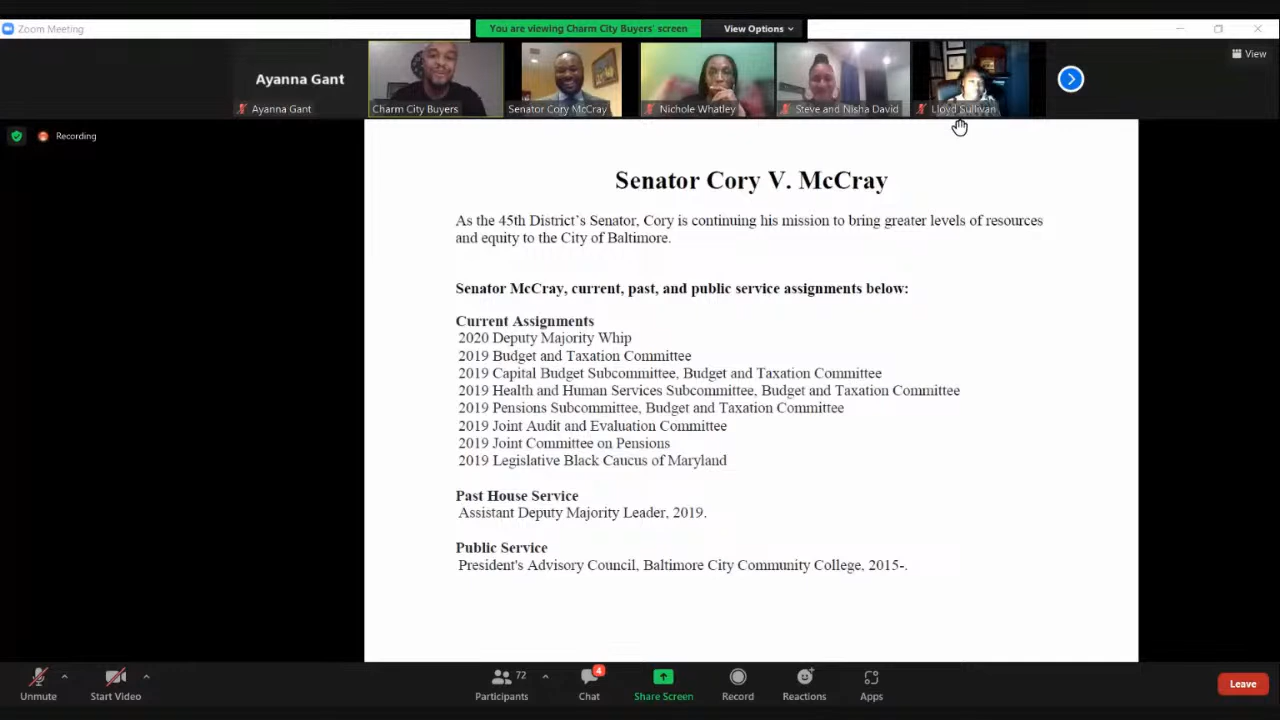 Zoom Meeting
You are viewing Charm City Buyers' screen
View Options
View
Ayanna Gant
Ayanna Gant
Charm City Buyers
Senator Cory McCray
Nichole Whatley
Steve and Nisha David
Lloyd Sullivan
Recording
Senator Cory V. McCray
As the 45th District's Senator, Cory is continuing his mission to bring greater levels of resources
and equity to the City of Baltimore.
Senator McCray, current, past, and public service assignments below:
Current Assignments
2020 Deputy Majority Whip
2019 Budget and Taxation Committee
2019 Capital Budget Subcommittee, Budget and Taxation Committee
2019 Health and Human Services Subcommittee, Budget and Taxation Committee
2019 Pensions Subcommittee, Budget and Taxation Committee
2019 Joint Audit and Evaluation Committee
2019 Joint Committee on Pensions
2019 Legislative Black Caucus of Maryland
Past House Service
Assistant Deputy Majority Leader, 2019.
Public Service
President's Advisory Council, Baltimore City Community College, 2015-.
Unmute
Start Video
72
Participants
4
Chat
Share Screen
Record
Reactions
Apps
Leave